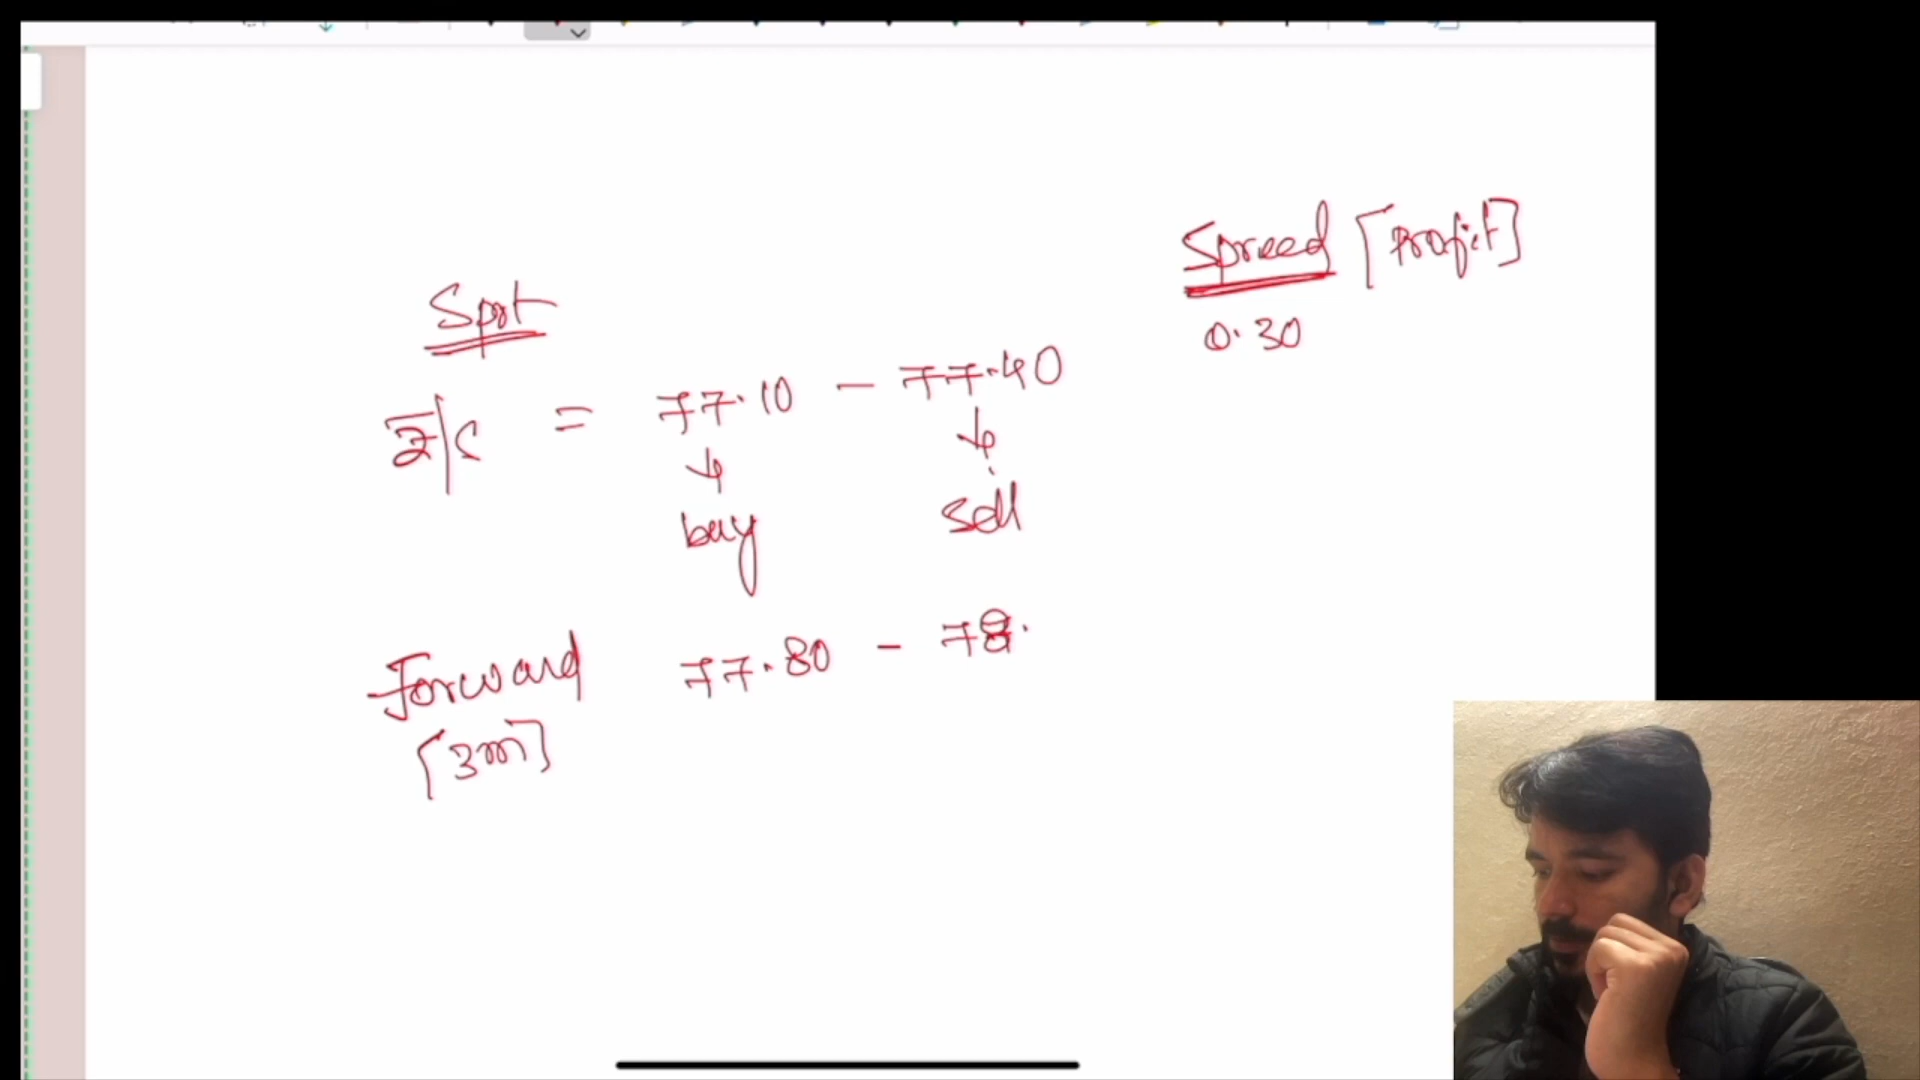 Spot
Spread [Profit]
0.30
₹/$ = 77.10 - 77.40
buy
sell
Forward 77.80 - 78.
[3m]